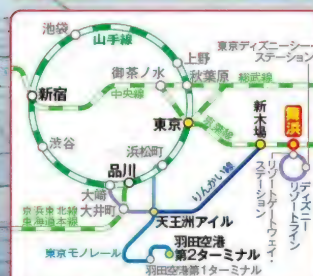 池袋
山手線
東京ディズニーシー・
ステーション
上野
御茶ノ水
秋葉原
総武線
中央線
新宿
東京
新木場
舞浜
京葉線
渋谷
浜松町
品川
りんかい線
リゾートゲートウェイ・
ステーション
ディズニー
リゾートライン
大崎
京浜東北線
東海道本線
大井町
天王洲アイル
東京モノレール
羽田空港
第2ターミナル
羽田空港第1ターミナル